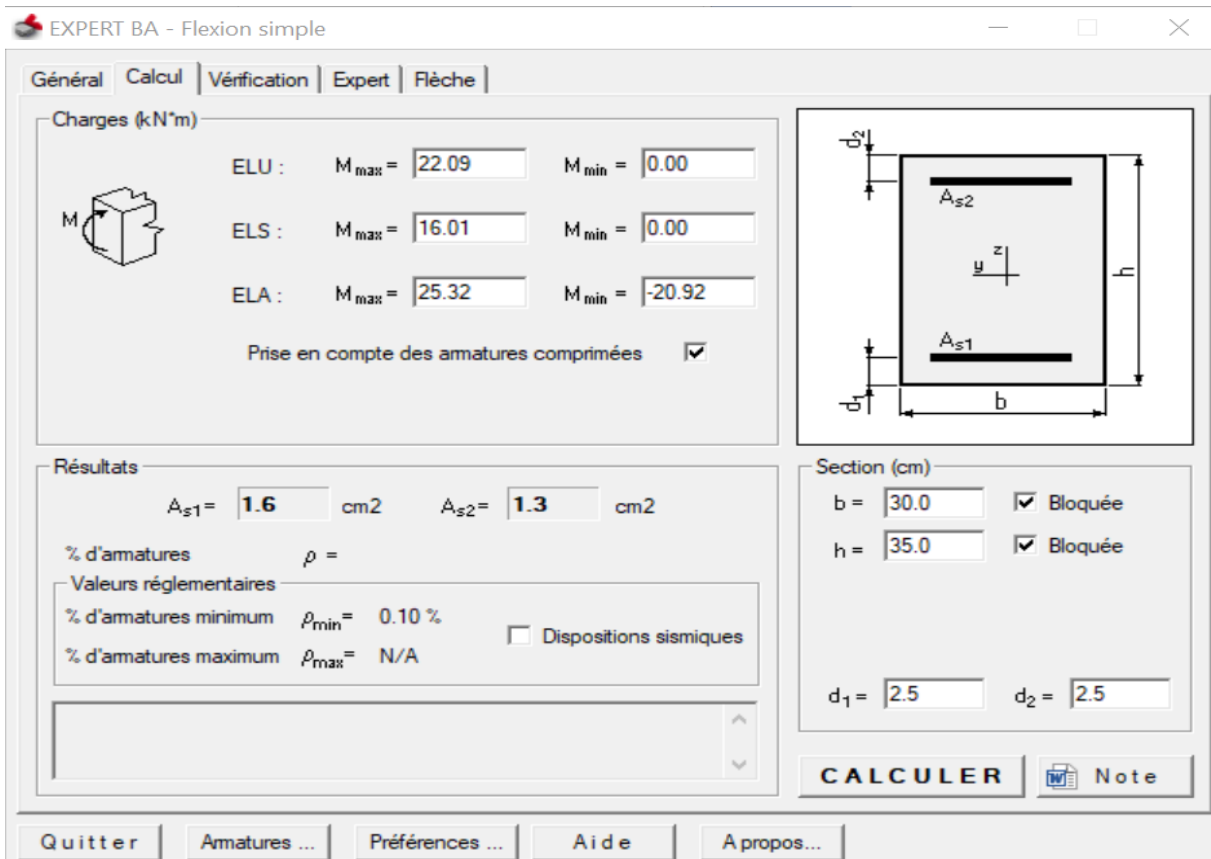 EXPERT BA - Flexion simple
Général Calcul Vérification Expert Flèche
Charges (kN*m)
ELU : M max = 22.09 M min = 0.00
ELS : M max = 16.01 M min = 0.00
ELA : M max = 25.32 M min = -20.92
M
Prise en compte des armatures comprimées
d2
As2
z
y
h
As1
d1
b
Résultats
As1= 1.6 cm2 As2= 1.3 cm2
% d'armatures ρ =
Valeurs réglementaires
% d'armatures minimum ρmin= 0.10 %
Dispositions sismiques
% d'armatures maximum ρmax= N/A
Section (cm)
b = 30.0 Bloquée
h = 35.0 Bloquée
d1 = 2.5 d2 = 2.5
CALCULER Note
Quitter Armatures ... Préférences ... Aide A propos...